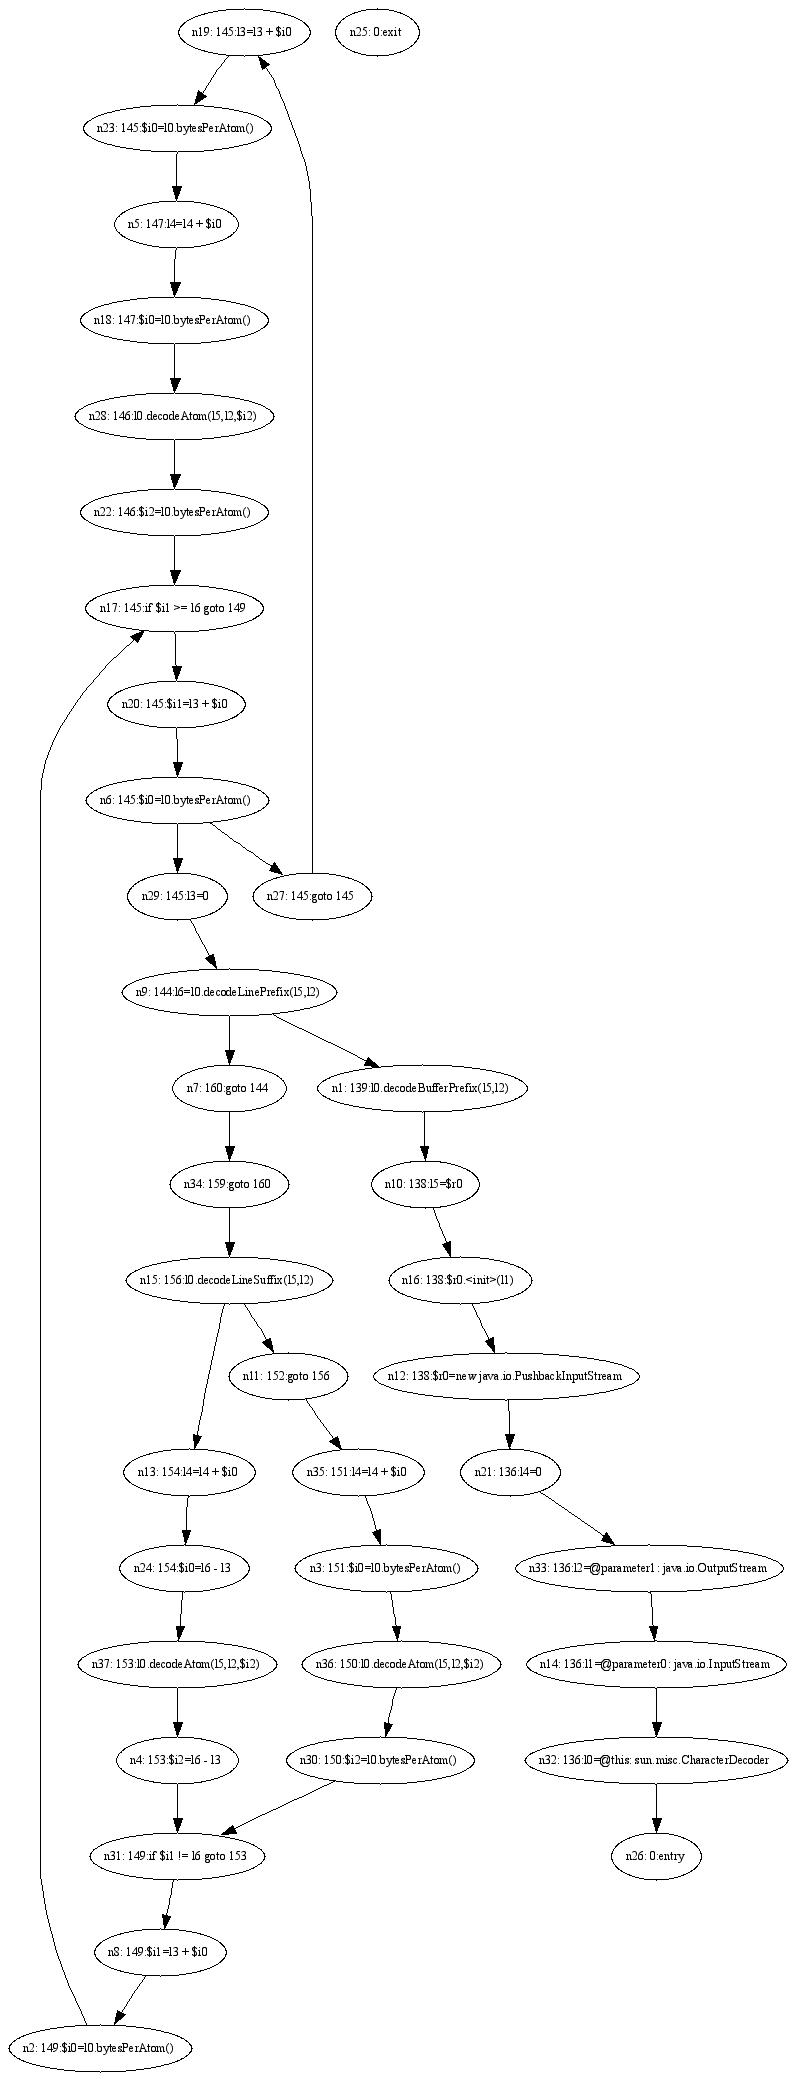 n19: 145:l3=l3 + $i0
n25: 0:exit
n23: 145:$i0=l0.bytesPerAtom()
n5: 147:l4=l4 + $i0
n18: 147:$i0=l0.bytesPerAtom()
n28: 146:l0.decodeAtom(l5,l2,$i2)
n22: 146:$i2=l0.bytesPerAtom()
n17: 145:if $i1 >= l6 goto 149
n20: 145:$i1=l3 + $i0
n6: 145:$i0=l0.bytesPerAtom()
n29: 145:l3=0
n27: 145:goto 145
n9: 144:l6=l0.decodeLinePrefix(l5,l2)
n7: 160:goto 144
n1: 139:l0.decodeBufferPrefix(l5,l2)
n34: 159:goto 160
n10: 138:l5=$r0
n15: 156:l0.decodeLineSuffix(l5,l2)
n16: 138:$r0.<init>(l1)
n11: 152:goto 156
n12: 138:$r0=new java.io.PushbackInputStream
n13: 154:l4=l4 + $i0
n35: 151:l4=l4 + $i0
n21: 136:l4=0
n24: 154:$i0=l6 - l3
n3: 151:$i0=l0.bytesPerAtom()
n33: 136:l2=@parameter1: java.io.OutputStream
n37: 153:l0.decodeAtom(l5,l2,$i2)
n36: 150:l0.decodeAtom(l5,l2,$i2)
n14: 136:l1=@parameter0: java.io.InputStream
n4: 153:$i2=l6 - l3
n30: 150:$i2=l0.bytesPerAtom()
n32: 136:l0=@this: sun.misc.CharacterDecoder
n31: 149:if $i1 != l6 goto 153
n26: 0:entry
n8: 149:$i1=l3 + $i0
n2: 149:$i0=l0.bytesPerAtom()